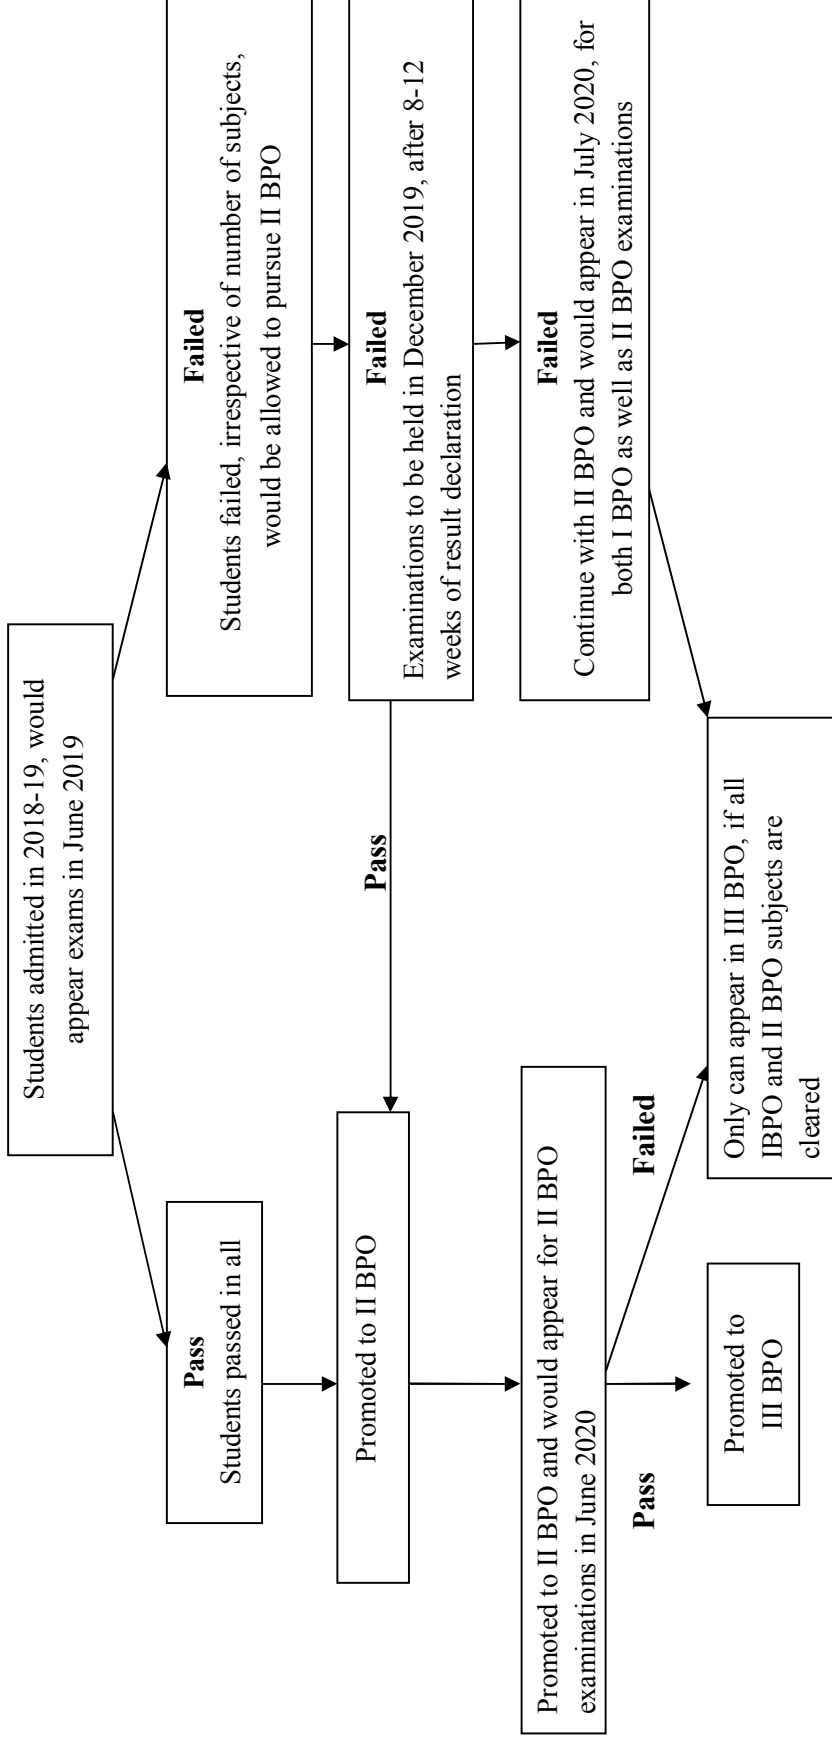 Students admitted in 2018-19, would
appear exams in June 2019
Pass
Students passed in all
Failed
Students failed, irrespective of number of subjects,
would be allowed to pursue II BPO
Promoted to II BPO
Pass
Failed
Examinations to be held in December 2019, after 8-12
weeks of result declaration
Promoted to II BPO and would appear for II BPO
examinations in June 2020
Failed
Continue with II BPO and would appear in July 2020, for
both I BPO as well as II BPO examinations
Pass
Failed
Promoted to
III BPO
Only can appear in III BPO, if all
IBPO and II BPO subjects are
cleared